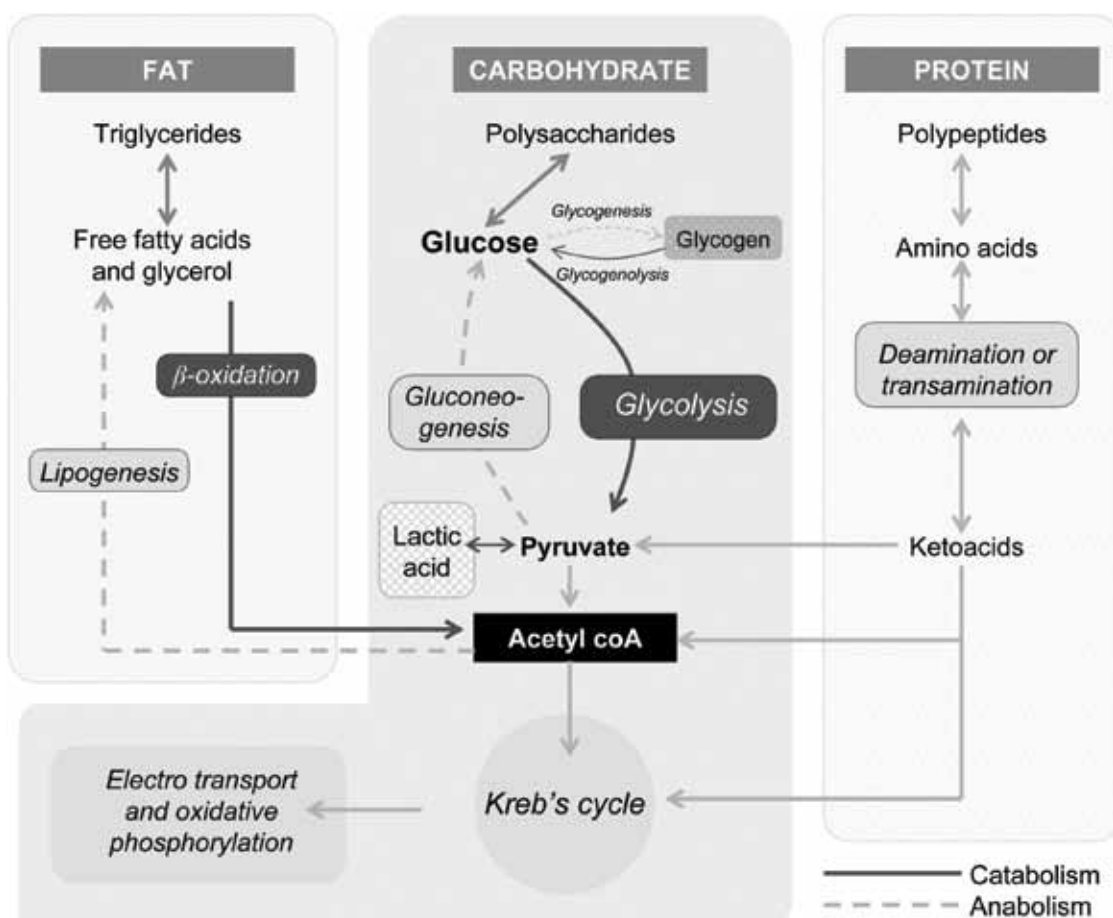 FAT
Triglycerides
Free fatty acids
and glycerol
β-oxidation
Lipogenesis
CARBOHYDRATE
Polysaccharides
Glycogenesis
Glucose
Glycogen
Glycogenolysis
Gluconeo-
genesis
Glycolysis
Lactic
acid
Pyruvate
Acetyl coA
Kreb's cycle
Electro transport
and oxidative
phosphorylation
PROTEIN
Polypeptides
Amino acids
Deamination or
transamination
Ketoacids
Catabolism
Anabolism